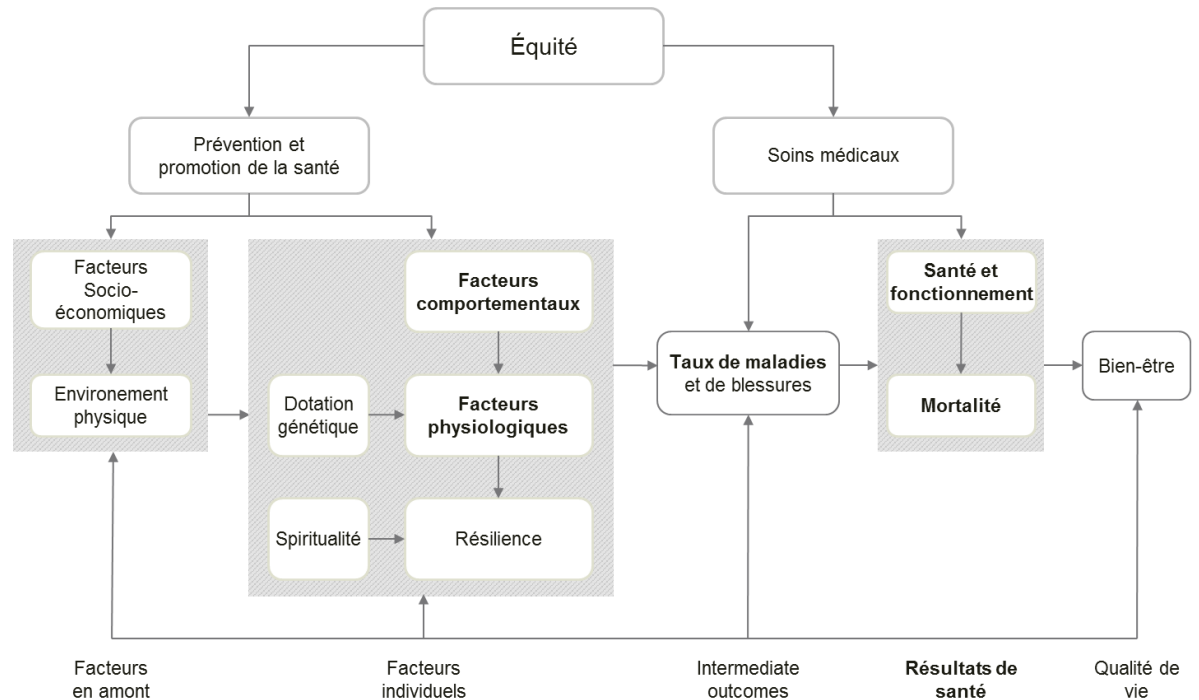 Équité
Prévention et
promotion de la santé
Soins médicaux
Facteurs
Socio-
économiques
Environement
physique
Facteurs
comportementaux
Dotation
génétique
Facteurs
physiologiques
Spiritualité
Résilience
Taux de maladies
et de blessures
Santé et
fonctionnement
Mortalité
Bien-être
Facteurs
en amont
Facteurs
individuels
Intermediate
outcomes
Résultats de
santé
Qualité de
vie